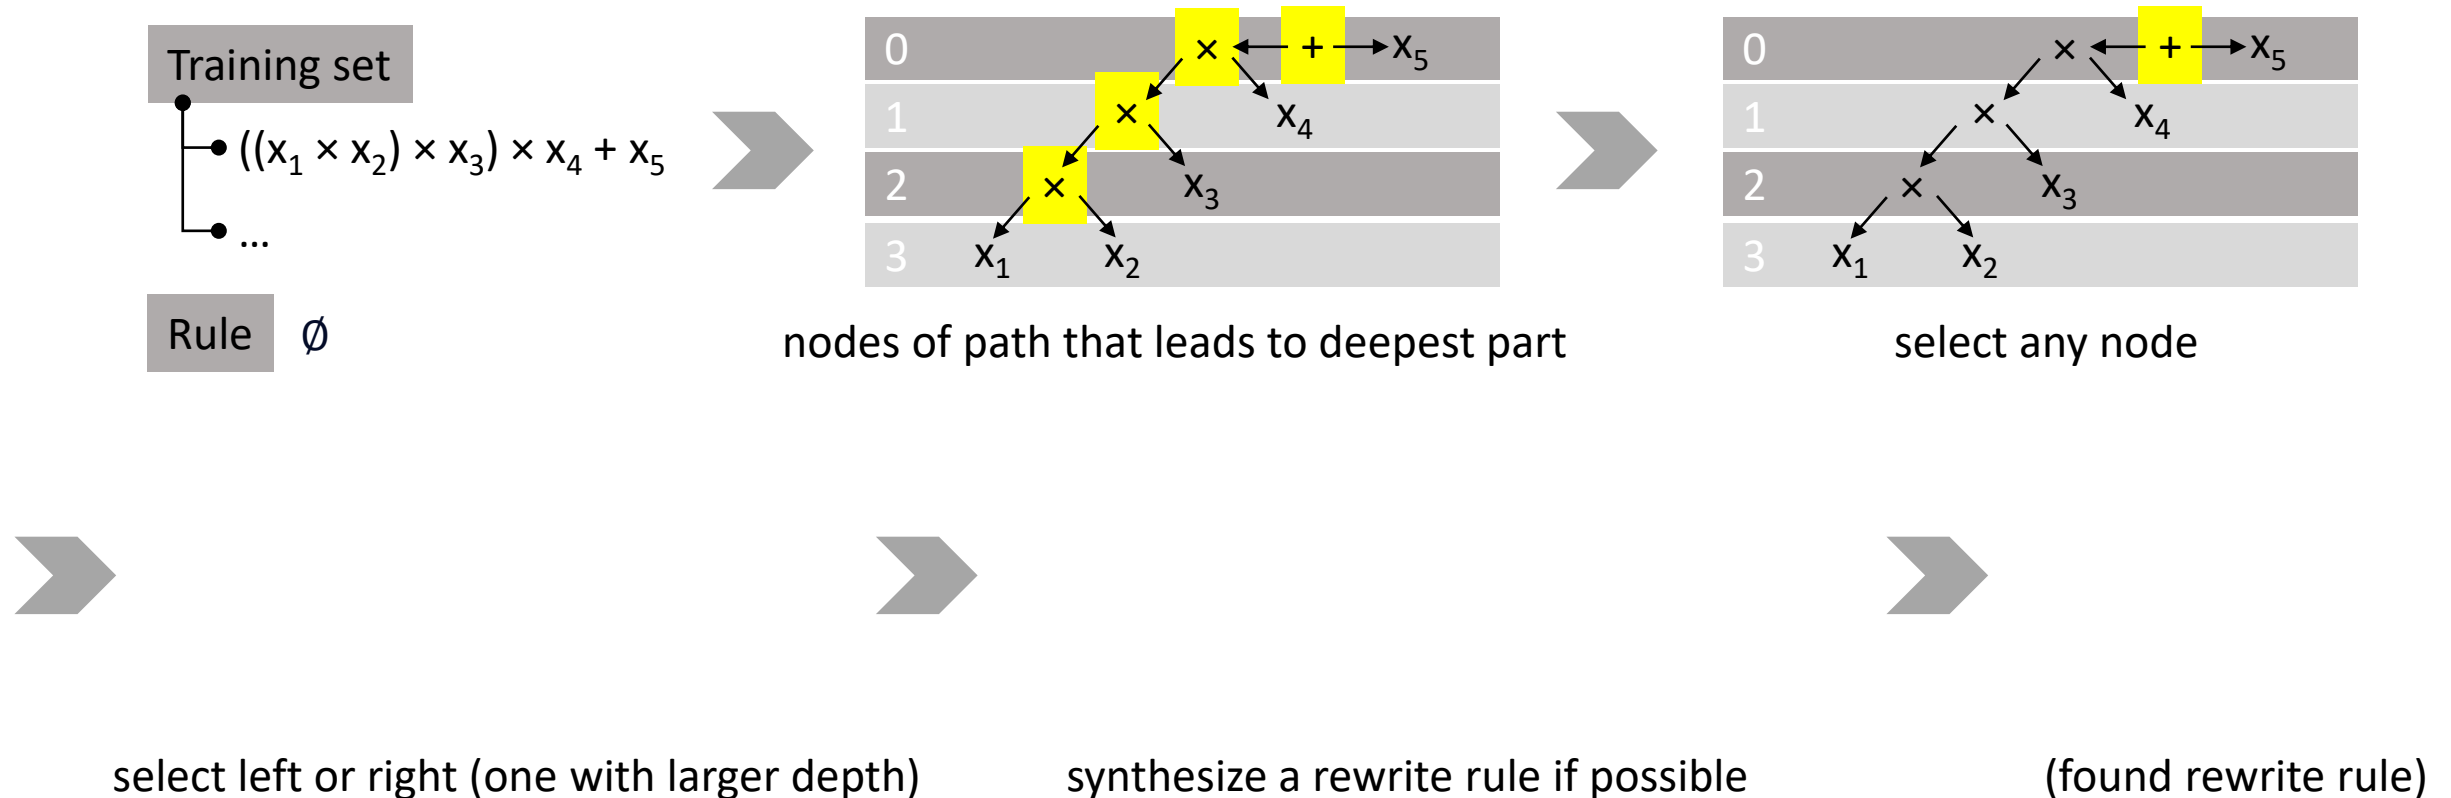 Training set
((x₁ × x₂) × x₃) × x₄ + x₅
...
Rule ∅
0 × + x₅
1 × x₄
2 × x₃
3 x₁ x₂
nodes of path that leads to deepest part
0 × + x₅
1 × x₄
2 × x₃
3 x₁ x₂
select any node
select left or right (one with larger depth)
synthesize a rewrite rule if possible
(found rewrite rule)